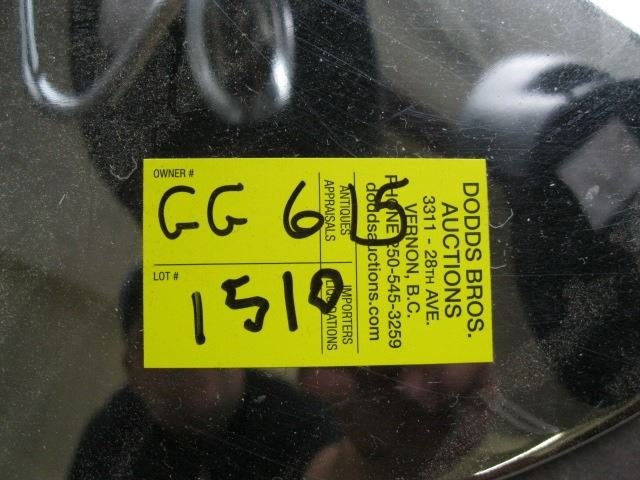 OWNER #
GG 615
LOT #
1510
DODDS BROS.
AUCTIONS
3311 - 28TH AVE.
VERNON, B.C.
PHONE 250-545-3259
doddsauctions.com
ANTIQUES IMPORTERS
APPRAISALS LIQUIDATIONS